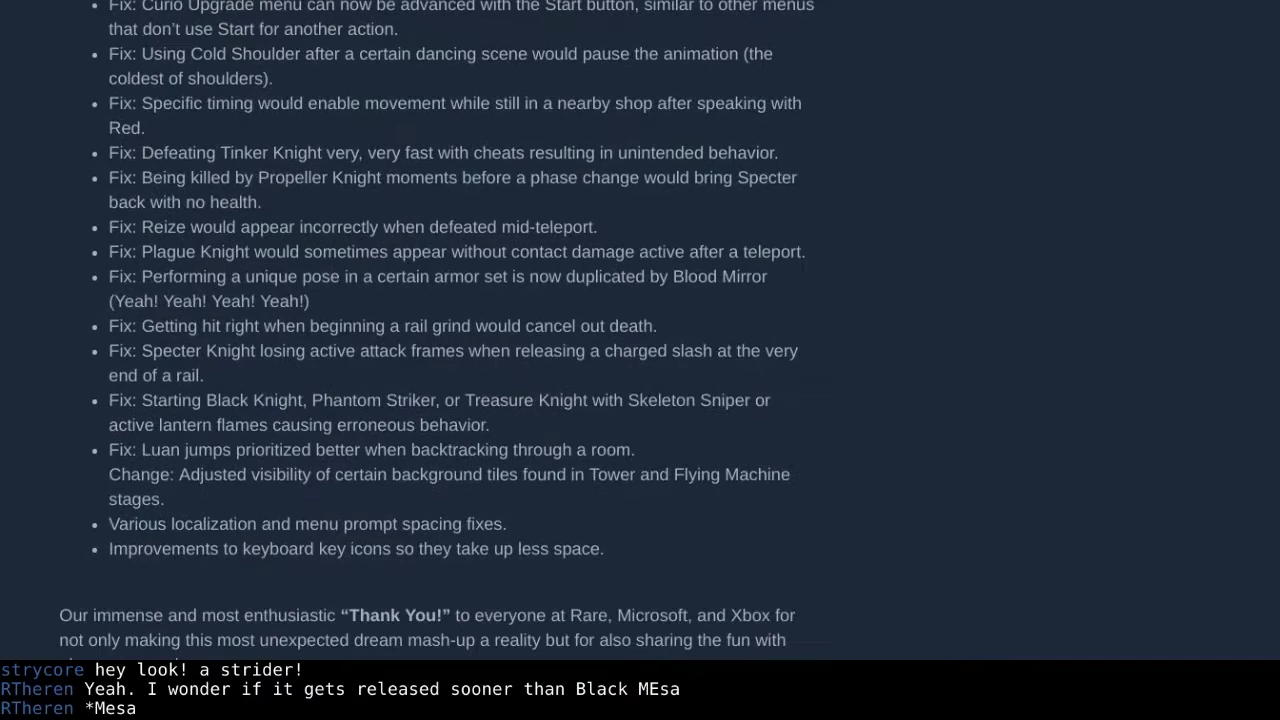 Fix: Curio Upgrade menu can now be advanced with the Start button, similar to other menus
that don’t use Start for another action.
Fix: Using Cold Shoulder after a certain dancing scene would pause the animation (the
coldest of shoulders).
Fix: Specific timing would enable movement while still in a nearby shop after speaking with
Red.
Fix: Defeating Tinker Knight very, very fast with cheats resulting in unintended behavior.
Fix: Being killed by Propeller Knight moments before a phase change would bring Specter
back with no health.
Fix: Reize would appear incorrectly when defeated mid-teleport.
Fix: Plague Knight would sometimes appear without contact damage active after a teleport.
Fix: Performing a unique pose in a certain armor set is now duplicated by Blood Mirror
(Yeah! Yeah! Yeah! Yeah!)
Fix: Getting hit right when beginning a rail grind would cancel out death.
Fix: Specter Knight losing active attack frames when releasing a charged slash at the very
end of a rail.
Fix: Starting Black Knight, Phantom Striker, or Treasure Knight with Skeleton Sniper or
active lantern flames causing erroneous behavior.
Fix: Luan jumps prioritized better when backtracking through a room.
Change: Adjusted visibility of certain background tiles found in Tower and Flying Machine
stages.
Various localization and menu prompt spacing fixes.
Improvements to keyboard key icons so they take up less space.
Our immense and most enthusiastic “Thank You!” to everyone at Rare, Microsoft, and Xbox for
not only making this most unexpected dream mash-up a reality but for also sharing the fun with
strycore hey look! a strider!
RTheren Yeah. I wonder if it gets released sooner than Black MEsa
RTheren *Mesa